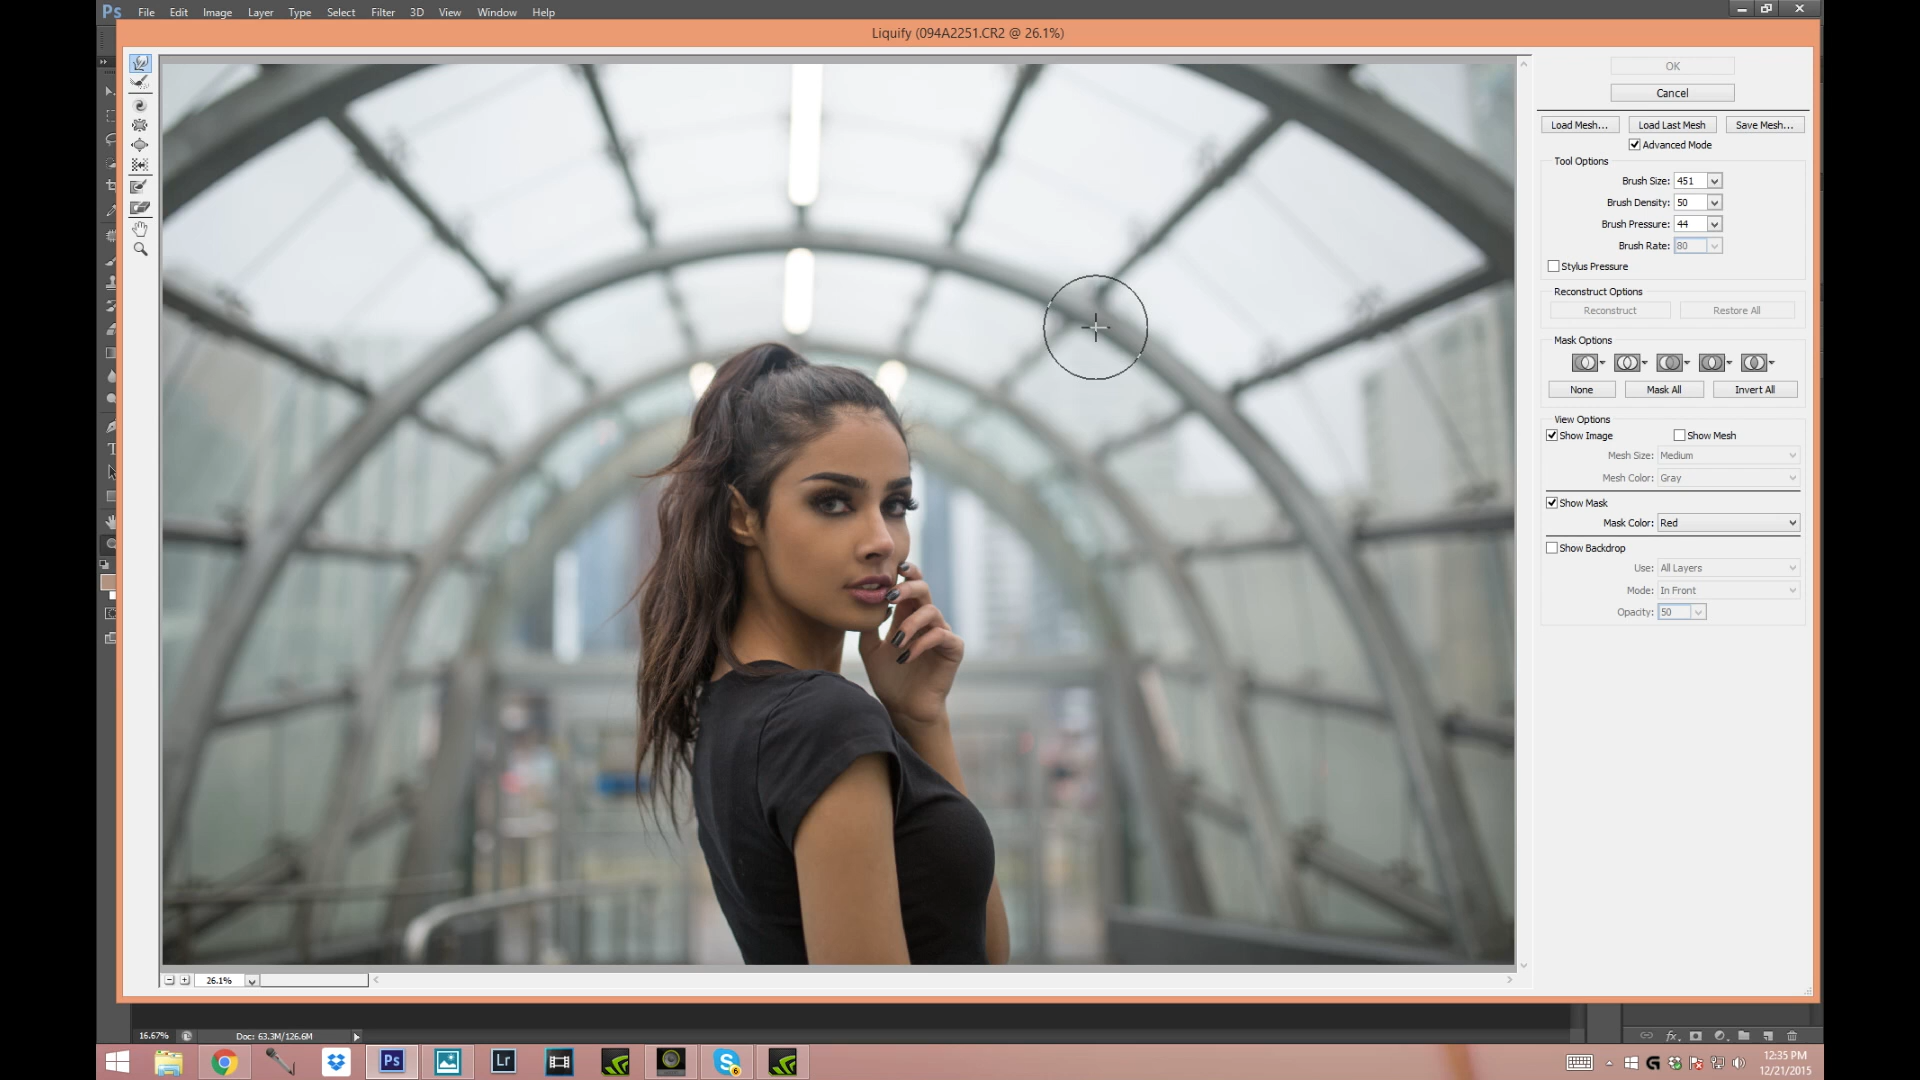 Ps File Edit Image Layer Type Select Filter 3D View Window Help
Liquify (094A2251.CR2 @ 26.1%)
OK
Cancel
Load Mesh... Load Last Mesh Save Mesh...
Advanced Mode
Tool Options
Brush Size: 451
Brush Density: 50
Brush Pressure: 44
Brush Rate: 80
Stylus Pressure
Reconstruct Options
Reconstruct Restore All
Mask Options
None Mask All Invert All
View Options
Show Image Show Mesh
Mesh Size: Medium
Mesh Color: Gray
Show Mask
Mask Color: Red
Show Backdrop
Use: All Layers
Mode: In Front
Opacity: 50
26.1%
16.67% Doc: 63.3M/126.6M
fx
Ps Lr S 6 12:35 PM
12/21/2015